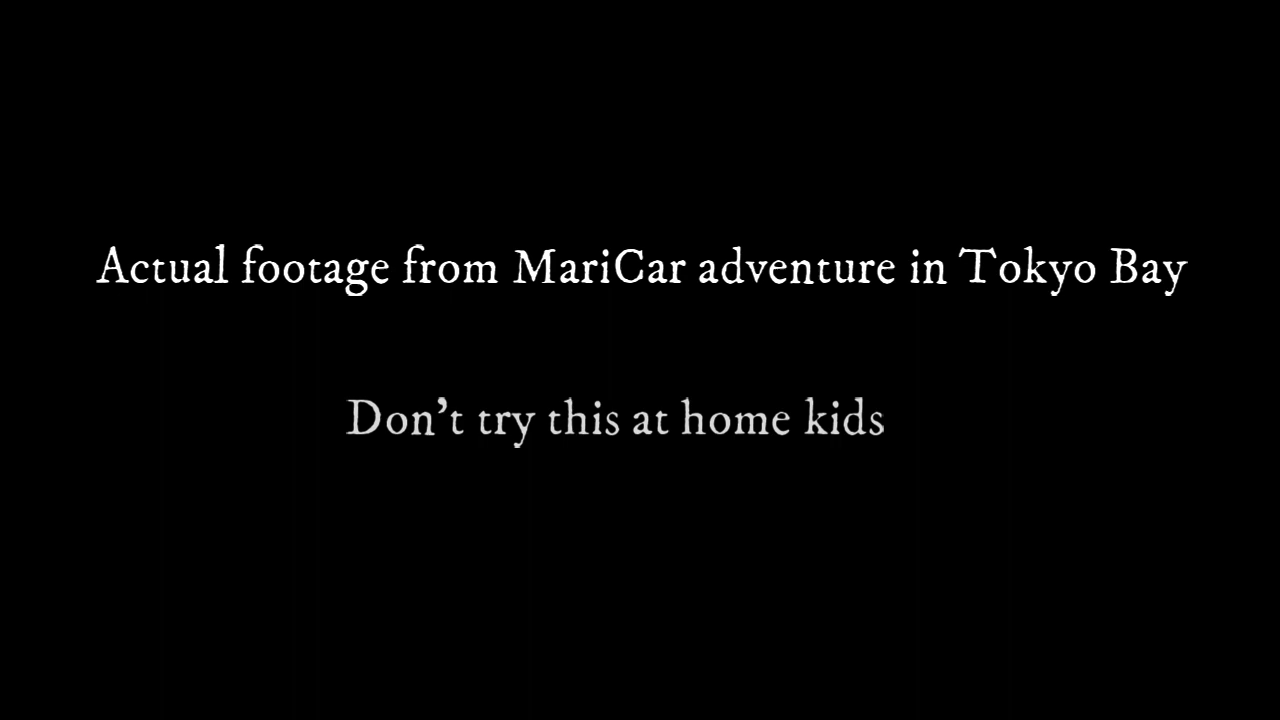 Actual footage from MariCar adventure in Tokyo Bay
Don't try this at home kids